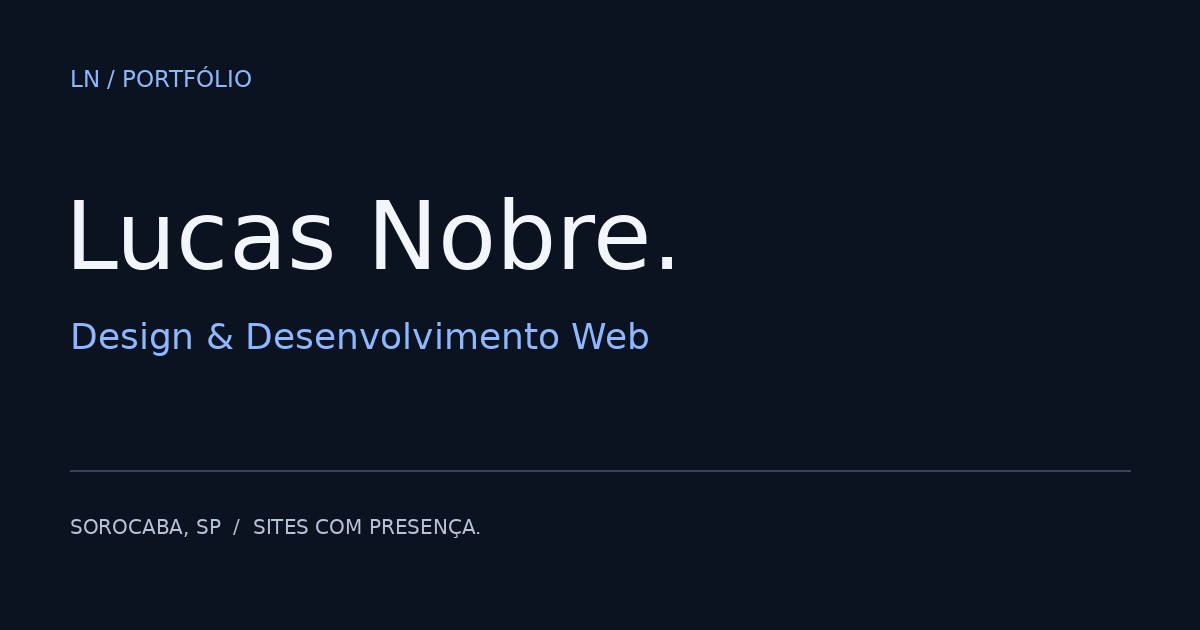 LN / PORTFÓLIO
Lucas Nobre.
Design & Desenvolvimento Web
SOROCABA, SP / SITES COM PRESENÇA.